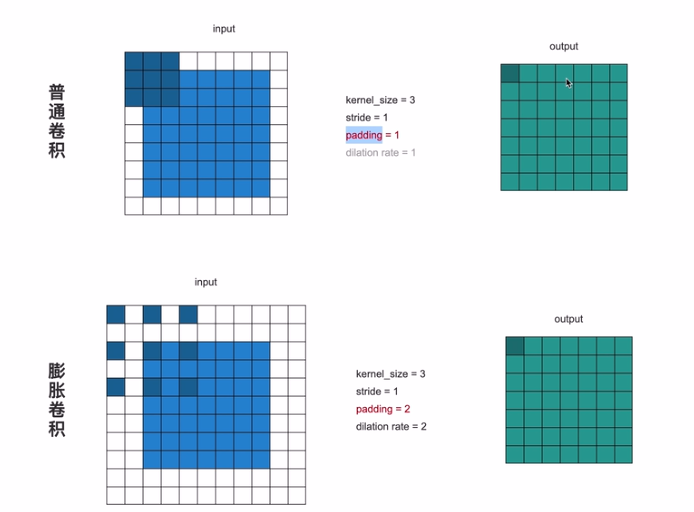 input
output
普通卷积
kernel_size = 3
stride = 1
padding = 1
dilation rate = 1
input
output
膨胀卷积
kernel_size = 3
stride = 1
padding = 2
dilation rate = 2